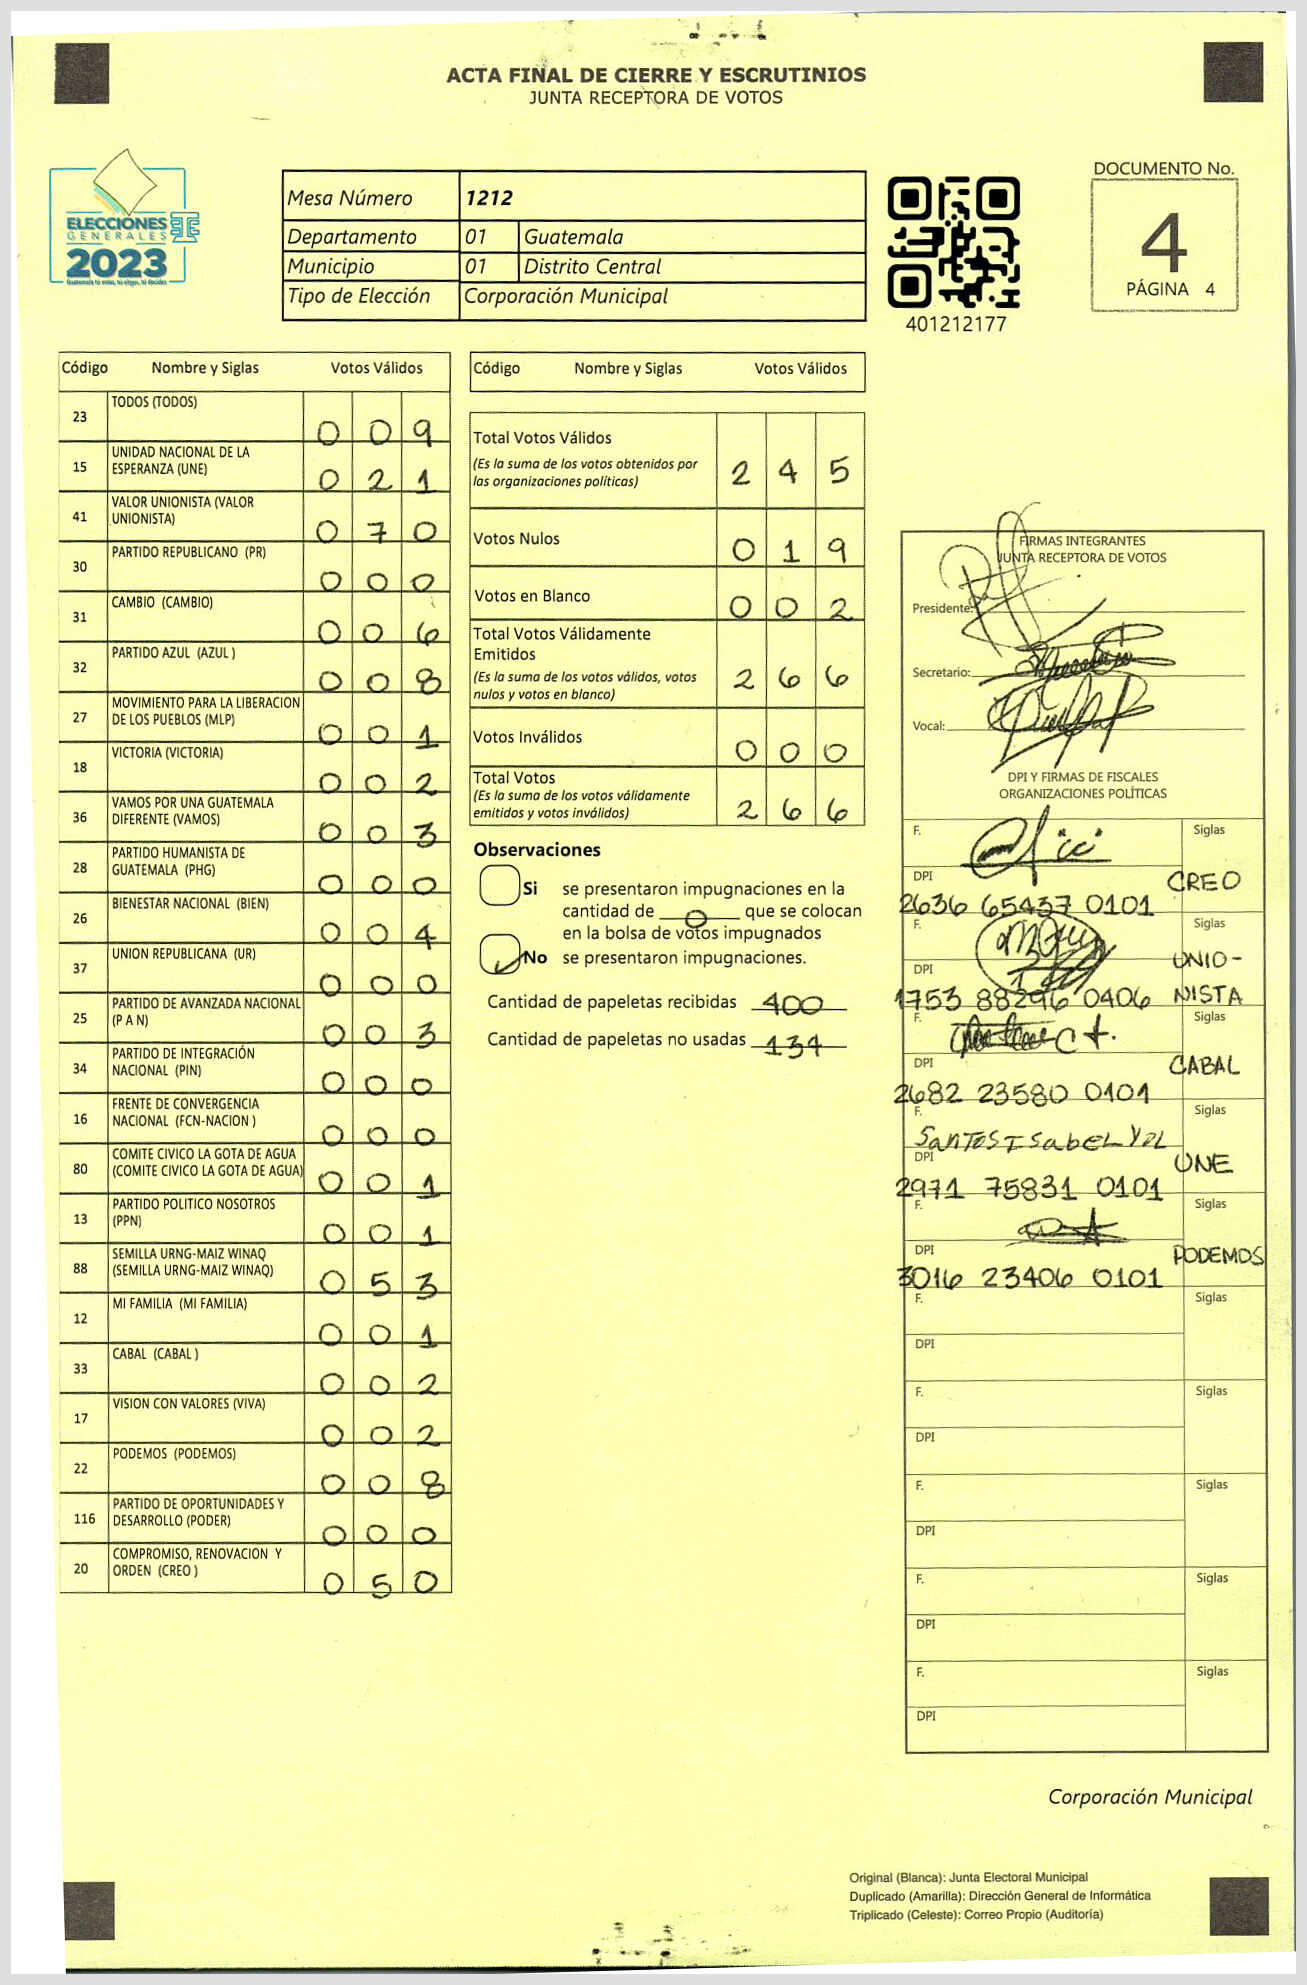 ACTA FINAL DE CIERRE Y ESCRUTINIOS
JUNTA RECEPTORA DE VOTOS
ELECCIONES
GENERALES
2023
Mesa Número 1212
Departamento 01 Guatemala
Municipio 01 Distrito Central
Tipo de Elección Corporación Municipal
401212177
DOCUMENTO No.
4
PÁGINA 4
Código Nombre y Siglas Votos Válidos
23 TODOS (TODOS) 0 0 9
15 UNIDAD NACIONAL DE LA
ESPERANZA (UNE) 0 2 1
41 VALOR UNIONISTA (VALOR
UNIONISTA) 0 7 0
30 PARTIDO REPUBLICANO (PR) 0 0 0
31 CAMBIO (CAMBIO) 0 0 6
32 PARTIDO AZUL (AZUL ) 0 0 8
27 MOVIMIENTO PARA LA LIBERACION
DE LOS PUEBLOS (MLP) 0 0 1
18 VICTORIA (VICTORIA) 0 0 2
36 VAMOS POR UNA GUATEMALA
DIFERENTE (VAMOS) 0 0 3
28 PARTIDO HUMANISTA DE
GUATEMALA (PHG) 0 0 0
26 BIENESTAR NACIONAL (BIEN) 0 0 4
37 UNION REPUBLICANA (UR) 0 0 0
25 PARTIDO DE AVANZADA NACIONAL
(P A N) 0 0 3
34 PARTIDO DE INTEGRACIÓN
NACIONAL (PIN) 0 0 0
16 FRENTE DE CONVERGENCIA
NACIONAL (FCN-NACION ) 0 0 0
80 COMITE CIVICO LA GOTA DE AGUA
(COMITE CIVICO LA GOTA DE AGUA) 0 0 1
13 PARTIDO POLITICO NOSOTROS
(PPN) 0 0 1
88 SEMILLA URNG-MAIZ WINAQ
(SEMILLA URNG-MAIZ WINAQ) 0 5 3
12 MI FAMILIA (MI FAMILIA) 0 0 1
33 CABAL (CABAL ) 0 0 2
17 VISION CON VALORES (VIVA) 0 0 2
22 PODEMOS (PODEMOS) 0 0 8
116 PARTIDO DE OPORTUNIDADES Y
DESARROLLO (PODER) 0 0 0
20 COMPROMISO, RENOVACION Y
ORDEN (CREO ) 0 5 0
Código Nombre y Siglas Votos Válidos
Total Votos Válidos
(Es la suma de los votos obtenidos por
las organizaciones políticas) 2 4 5
Votos Nulos 0 1 9
Votos en Blanco 0 0 2
Total Votos Válidamente
Emitidos
(Es la suma de los votos válidos, votos
nulos y votos en blanco) 2 6 6
Votos Inválidos 0 0 0
Total Votos
(Es la suma de los votos válidamente
emitidos y votos inválidos) 2 6 6
Observaciones
Si se presentaron impugnaciones en la
cantidad de 0 que se colocan
en la bolsa de votos impugnados
No se presentaron impugnaciones.
Cantidad de papeletas recibidas 400
Cantidad de papeletas no usadas 134
FIRMAS INTEGRANTES
JUNTA RECEPTORA DE VOTOS
Presidente:
Secretario:
Vocal:
DPI Y FIRMAS DE FISCALES
ORGANIZACIONES POLÍTICAS
F. Siglas
DPI CREO
2636 65437 0101
F. Siglas
DPI UNIO-
1753 88296 0406 NISTA
F. Siglas
DPI CABAL
2682 23580 0101
F. Siglas
Santos Isabel
DPI UNE
2971 75831 0101
F. Siglas
DPI PODEMOS
3016 23406 0101
F. Siglas
DPI
F. Siglas
DPI
F. Siglas
DPI
F. Siglas
DPI
F. Siglas
DPI
Corporación Municipal
Original (Blanca): Junta Electoral Municipal
Duplicado (Amarilla): Dirección General de Informática
Triplicado (Celeste): Correo Propio (Auditoría)